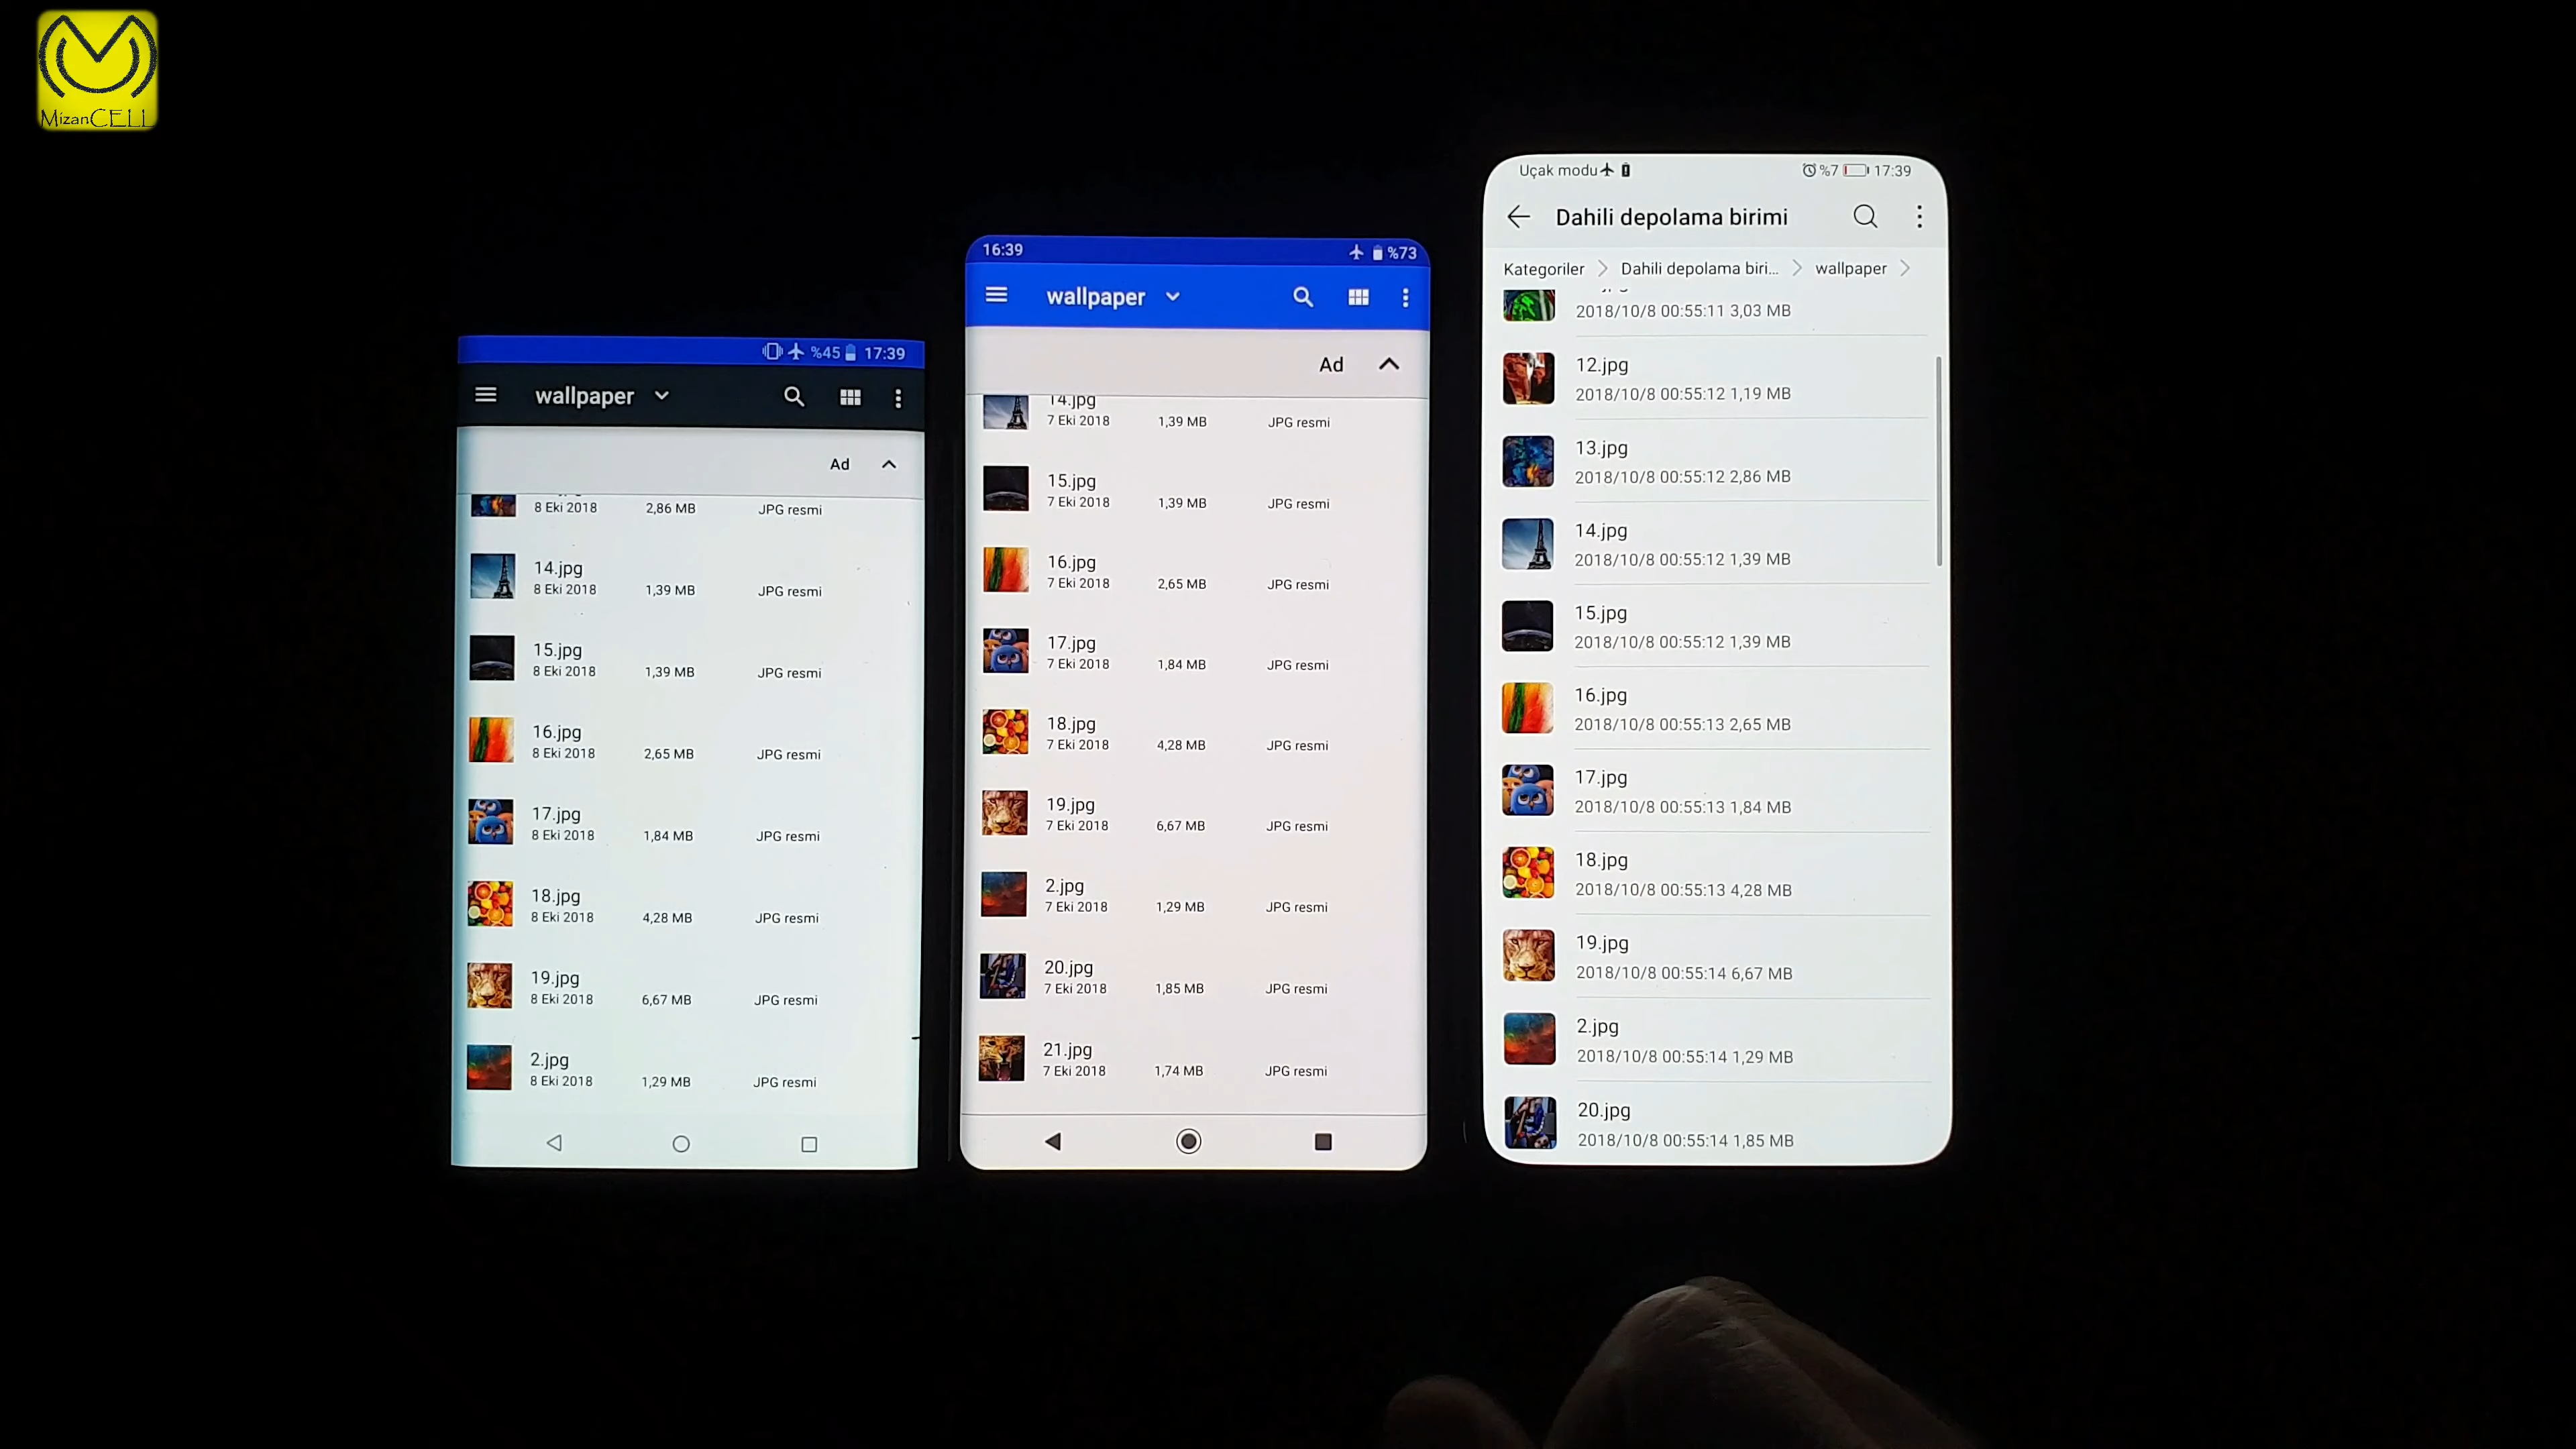 MizanCELL
%45 17:39
wallpaper
Ad
8 Eki 2018 2,86 MB JPG resmi
14.jpg
8 Eki 2018 1,39 MB JPG resmi
15.jpg
8 Eki 2018 1,39 MB JPG resmi
16.jpg
8 Eki 2018 2,65 MB JPG resmi
17.jpg
8 Eki 2018 1,84 MB JPG resmi
18.jpg
8 Eki 2018 4,28 MB JPG resmi
19.jpg
8 Eki 2018 6,67 MB JPG resmi
2.jpg
8 Eki 2018 1,29 MB JPG resmi
16:39 %73
wallpaper
Ad
14.jpg
7 Eki 2018 1,39 MB JPG resmi
15.jpg
7 Eki 2018 1,39 MB JPG resmi
16.jpg
7 Eki 2018 2,65 MB JPG resmi
17.jpg
7 Eki 2018 1,84 MB JPG resmi
18.jpg
7 Eki 2018 4,28 MB JPG resmi
19.jpg
7 Eki 2018 6,67 MB JPG resmi
2.jpg
7 Eki 2018 1,29 MB JPG resmi
20.jpg
7 Eki 2018 1,85 MB JPG resmi
21.jpg
7 Eki 2018 1,74 MB JPG resmi
Uçak modu %7 17:39
Dahili depolama birimi
Kategoriler Dahili depolama biri... wallpaper
2018/10/8 00:55:11 3,03 MB
12.jpg
2018/10/8 00:55:12 1,19 MB
13.jpg
2018/10/8 00:55:12 2,86 MB
14.jpg
2018/10/8 00:55:12 1,39 MB
15.jpg
2018/10/8 00:55:12 1,39 MB
16.jpg
2018/10/8 00:55:13 2,65 MB
17.jpg
2018/10/8 00:55:13 1,84 MB
18.jpg
2018/10/8 00:55:13 4,28 MB
19.jpg
2018/10/8 00:55:14 6,67 MB
2.jpg
2018/10/8 00:55:14 1,29 MB
20.jpg
2018/10/8 00:55:14 1,85 MB